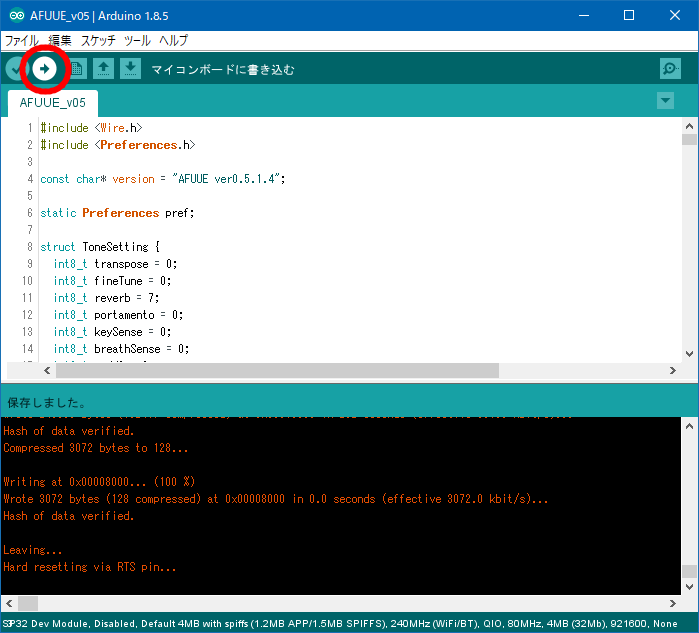 AFUUE_v05 | Arduino 1.8.5
ファイル 編集 スケッチ ツール ヘルプ
マイコンボードに書き込む
AFUUE_v05
1 #include <Wire.h>
2 #include <Preferences.h>
3
4 const char* version = "AFUUE ver0.5.1.4";
5
6 static Preferences pref;
7
8 struct ToneSetting {
9 int8_t transpose = 0;
10 int8_t fineTune = 0;
11 int8_t reverb = 7;
12 int8_t portamento = 0;
13 int8_t keySense = 0;
14 int8_t breathSense = 0;
保存しました。
Hash of data verified.
Compressed 3072 bytes to 128...
Writing at 0x00008000... (100 %)
Wrote 3072 bytes (128 compressed) at 0x00008000 in 0.0 seconds (effective 3072.0 kbit/s)...
Hash of data verified.
Leaving...
Hard resetting via RTS pin...
SP32 Dev Module, Disabled, Default 4MB with spiffs (1.2MB APP/1.5MB SPIFFS), 240MHz (WiFi/BT), QIO, 80MHz, 4MB (32Mb), 921600, None